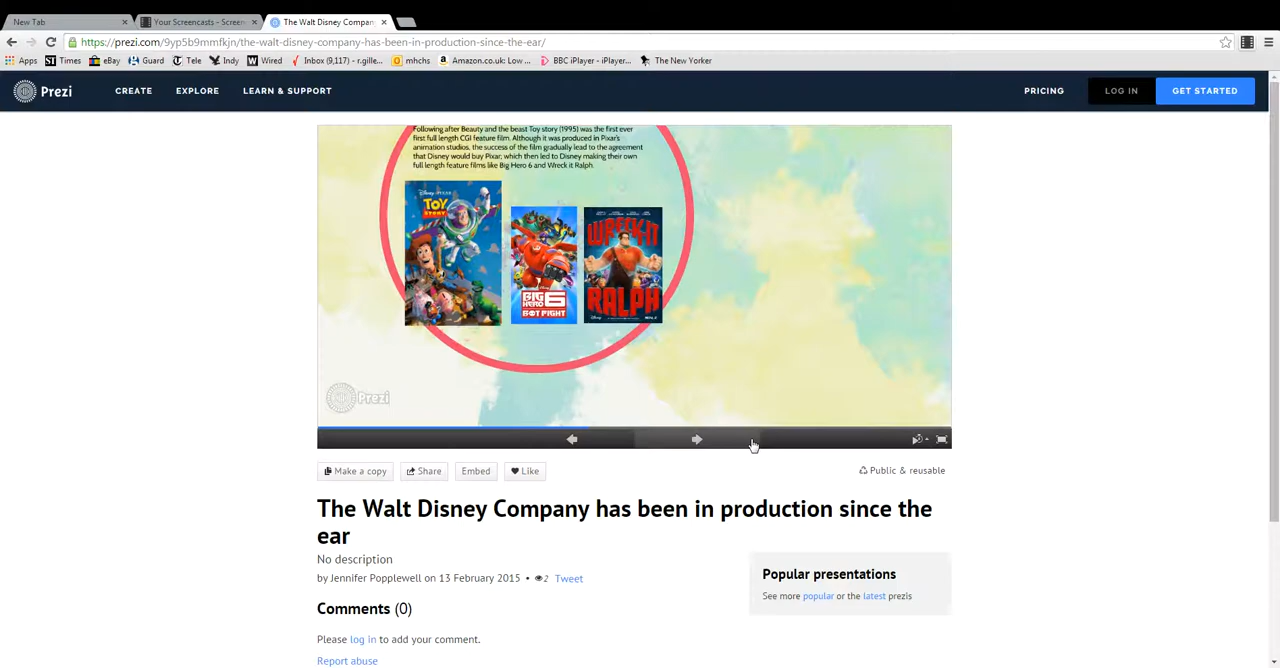 New Tab
Your Screencasts - Screen
The Walt Disney Company
https://prezi.com/9yp5b9mmfkjn/the-walt-disney-company-has-been-in-production-since-the-ear/
Apps ST Times eBay Guard Tele Indy W Wired Inbox (9,117) - r.gille... mhchs Amazon.co.uk: Low ... BBC iPlayer - iPlayer... The New Yorker
Prezi CREATE EXPLORE LEARN & SUPPORT PRICING LOG IN GET STARTED
Following after Beauty and the beast Toy story (1995) was the first ever
first full length CGI feature film. Although it was produced in Pixar's
animation studios, the success of the film gradually lead to the agreement
that Disney would buy Pixar; which then led to Disney making their own
full length feature films like Big Hero 6 and Wreck it Ralph.
Disney PIXAR
TOY
STORY
BIG
HERO 6
WRECK-IT
RALPH
Prezi
Make a copy Share Embed Like Public & reusable
The Walt Disney Company has been in production since the
ear
No description
by Jennifer Popplewell on 13 February 2015 • 2 Tweet
Popular presentations
See more popular or the latest prezis
Comments (0)
Please log in to add your comment.
Report abuse